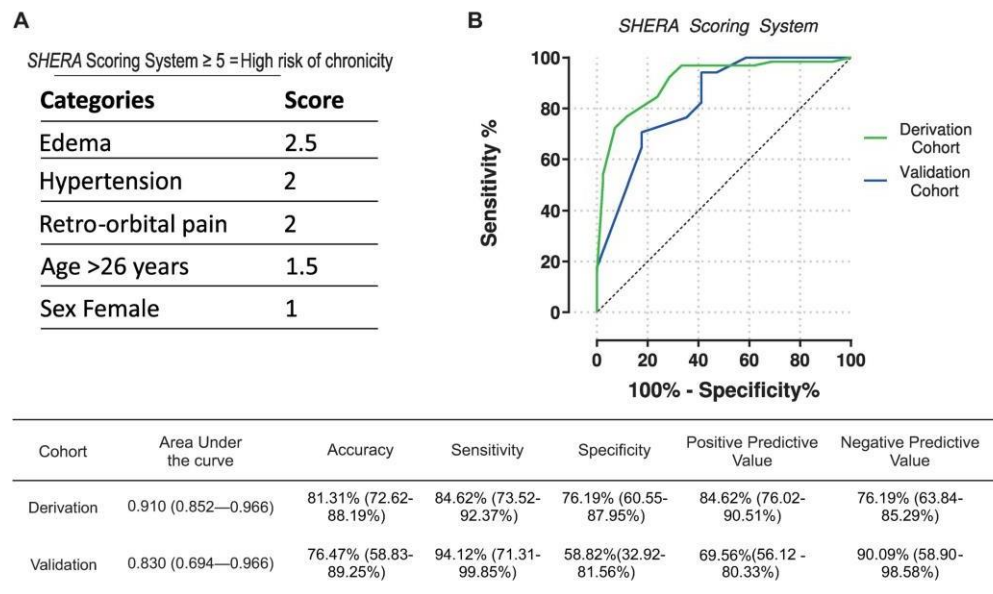 A
SHERA Scoring System ≥ 5 = High risk of chronicity
Categories Score
Edema 2.5
Hypertension 2
Retro-orbital pain 2
Age >26 years 1.5
Sex Female 1
B
SHERA Scoring System
Sensitivity %
100
80
60
40
20
0
0 20 40 60 80 100
100% - Specificity%
Derivation
Cohort
Validation
Cohort
Cohort
Area Under
the curve
Accuracy
Sensitivity
Specificity
Positive Predictive
Value
Negative Predictive
Value
Derivation
0.910 (0.852—0.966)
81.31% (72.62-
88.19%)
84.62% (73.52-
92.37%)
76.19% (60.55-
87.95%)
84.62% (76.02-
90.51%)
76.19% (63.84-
85.29%)
Validation
0.830 (0.694—0.966)
76.47% (58.83-
89.25%)
94.12% (71.31-
99.85%)
58.82%(32.92-
81.56%)
69.56%(56.12 -
80.33%)
90.09% (58.90-
98.58%)